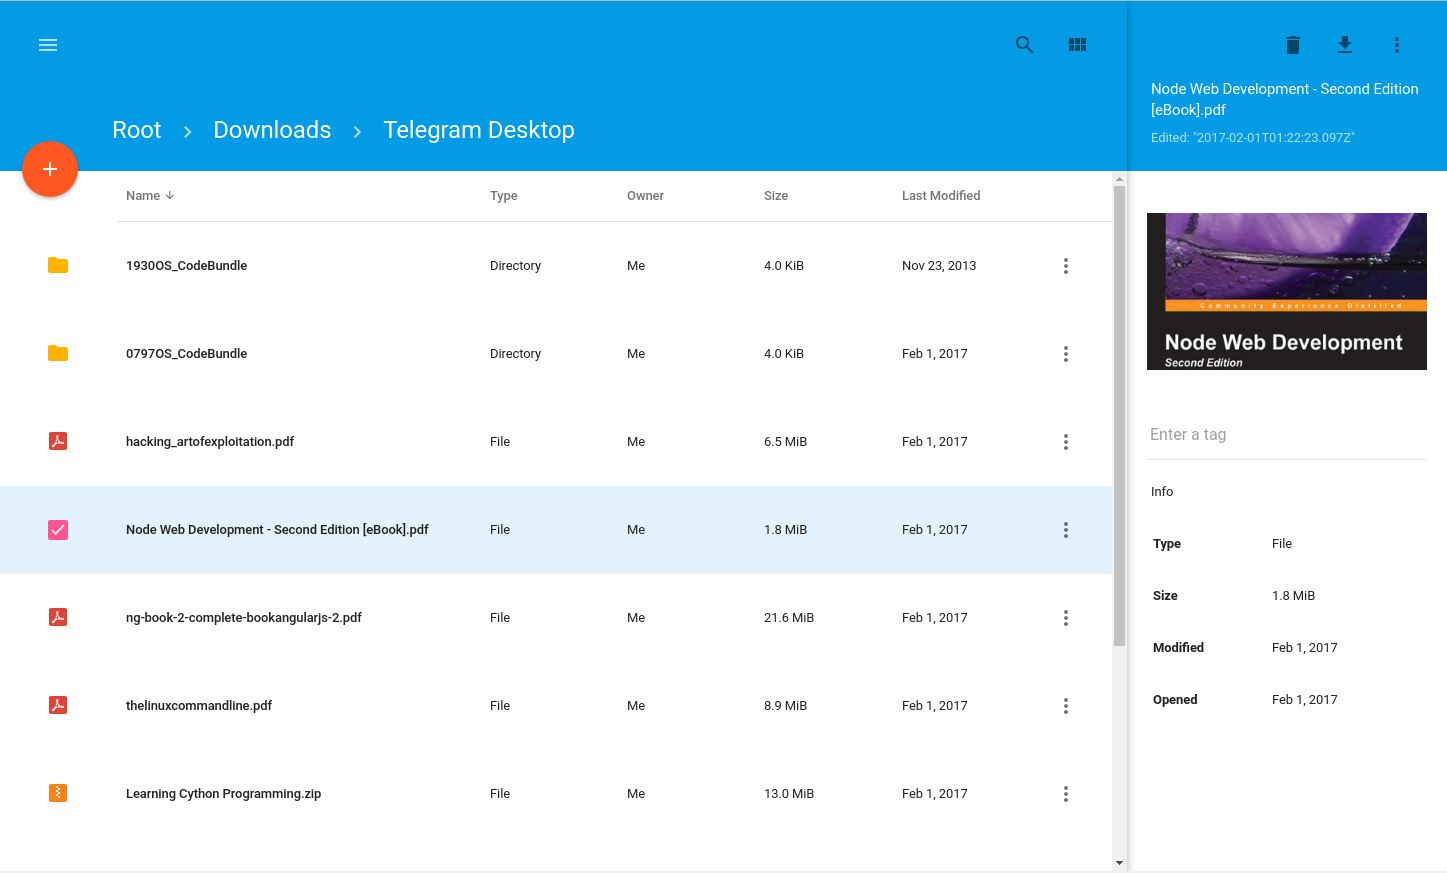 Root
Downloads
Telegram Desktop
Name
Type
Owner
Size
Last Modified
1930OS_CodeBundle
Directory
Me
4.0 KiB
Nov 23, 2013
0797OS_CodeBundle
Directory
Me
4.0 KiB
Feb 1, 2017
hacking_artofexploitation.pdf
File
Me
6.5 MiB
Feb 1, 2017
Node Web Development - Second Edition [eBook].pdf
File
Me
1.8 MiB
Feb 1, 2017
ng-book-2-complete-bookangularjs-2.pdf
File
Me
21.6 MiB
Feb 1, 2017
thelinuxcommandline.pdf
File
Me
8.9 MiB
Feb 1, 2017
Learning Cython Programming.zip
File
Me
13.0 MiB
Feb 1, 2017
Node Web Development - Second Edition
[eBook].pdf
Edited: "2017-02-01T01:22:23.097Z"
Community Experience Distilled
Node Web Development
Second Edition
Enter a tag
Info
Type
File
Size
1.8 MiB
Modified
Feb 1, 2017
Opened
Feb 1, 2017